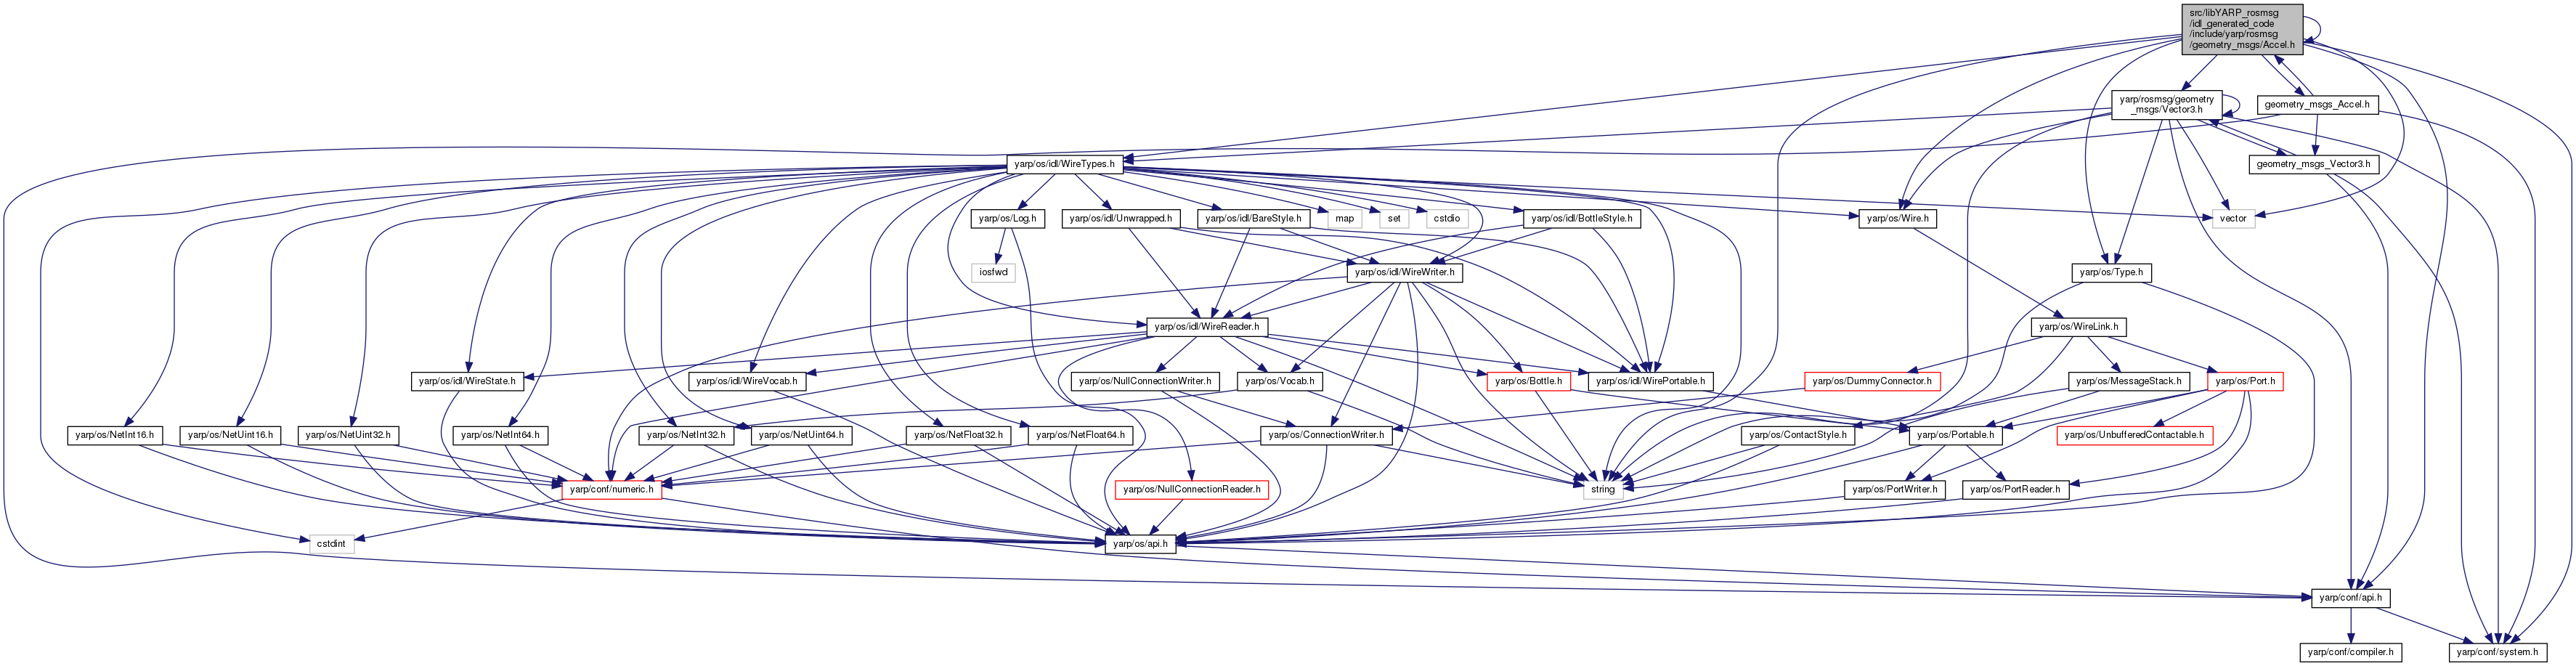 src/libYARP_rosmsg
/idl_generated_code
/include/yarp/rosmsg
/geometry_msgs/Accel.h
yarp/rosmsg/geometry
_msgs/Vector3.h
geometry_msgs_Accel.h
yarp/os/idl/WireTypes.h
geometry_msgs_Vector3.h
yarp/os/Log.h
yarp/os/idl/Unwrapped.h
yarp/os/idl/BareStyle.h
map
set
cstdio
yarp/os/idl/BottleStyle.h
yarp/os/Wire.h
vector
iosfwd
yarp/os/idl/WireWriter.h
yarp/os/Type.h
yarp/os/idl/WireReader.h
yarp/os/WireLink.h
yarp/os/idl/WireState.h
yarp/os/idl/WireVocab.h
yarp/os/NullConnectionWriter.h
yarp/os/Vocab.h
yarp/os/Bottle.h
yarp/os/idl/WirePortable.h
yarp/os/DummyConnector.h
yarp/os/MessageStack.h
yarp/os/Port.h
yarp/os/NetInt16.h
yarp/os/NetUint16.h
yarp/os/NetUint32.h
yarp/os/NetInt64.h
yarp/os/NetInt32.h
yarp/os/NetUint64.h
yarp/os/NetFloat32.h
yarp/os/NetFloat64.h
yarp/os/ConnectionWriter.h
yarp/os/ContactStyle.h
yarp/os/Portable.h
yarp/os/UnbufferedContactable.h
yarp/conf/numeric.h
yarp/os/NullConnectionReader.h
string
yarp/os/PortWriter.h
yarp/os/PortReader.h
cstdint
yarp/os/api.h
yarp/conf/api.h
yarp/conf/compiler.h
yarp/conf/system.h